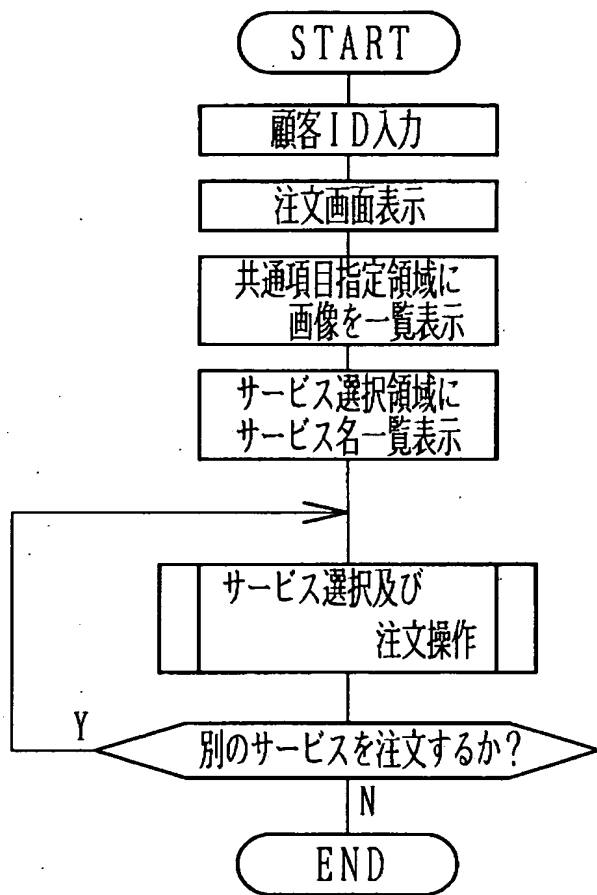 START
顧客ID入力
注文画面表示
共通項目指定領域に
画像を一覧表示
サービス選択領域に
サービス名一覧表示
サービス選択及び
注文操作
Y
別のサービスを注文するか?
N
END